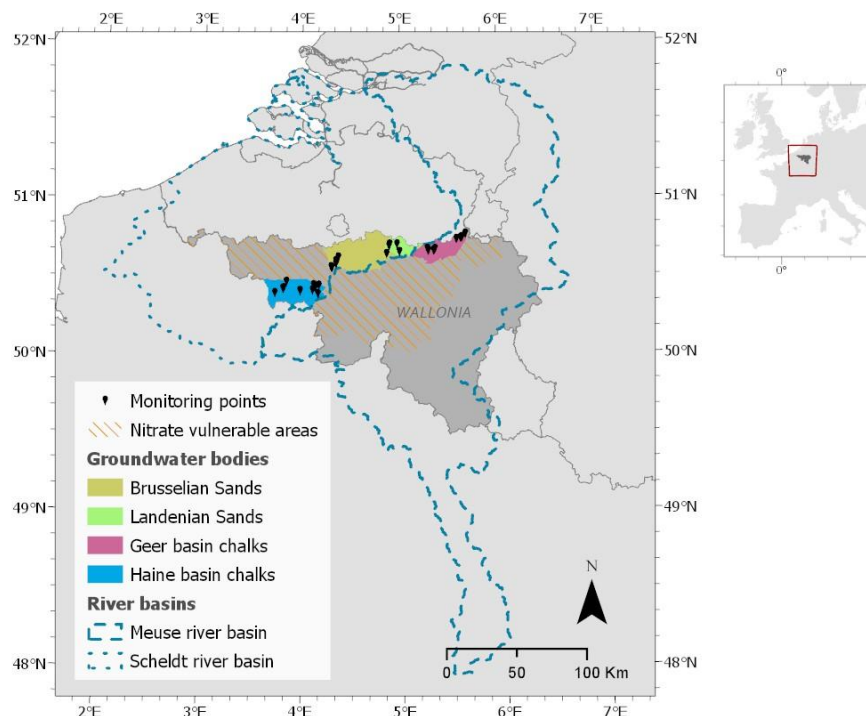 2°E 3°E 4°E 5°E 6°E 7°E
52°N 52°N
0°
51°N 51°N
0°
WALLONIA
50°N 50°N
Monitoring points
Nitrate vulnerable areas
Groundwater bodies
Brusselian Sands
49°N 49°N
Landenian Sands
Geer basin chalks
N
Haine basin chalks
River basins
Meuse river basin
Scheldt river basin
0 50 100 Km
48°N 48°N
2°E 3°E 4°E 5°E 6°E 7°E